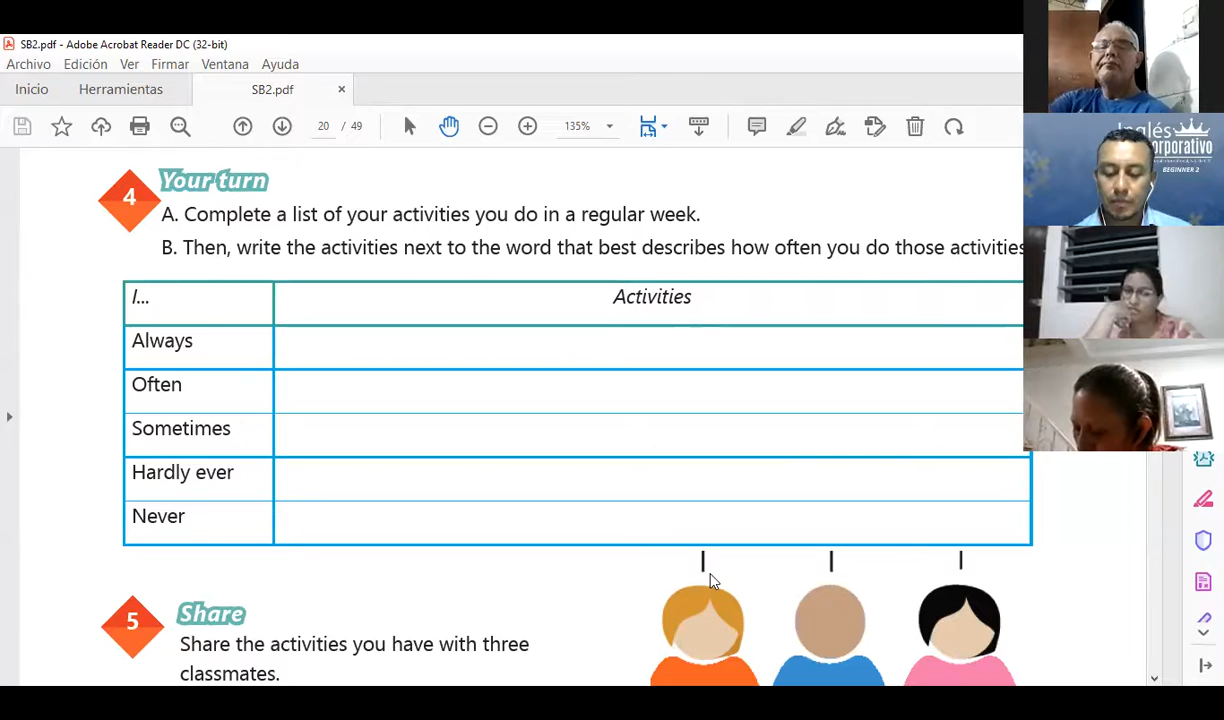 SB2.pdf - Adobe Acrobat Reader DC (32-bit)
Archivo Edición Ver Firmar Ventana Ayuda
Inicio Herramientas SB2.pdf ×
20 / 49 135%
4 Your turn
A. Complete a list of your activities you do in a regular week.
B. Then, write the activities next to the word that best describes how often you do those activities
I... Activities
Always
Often
Sometimes
Hardly ever
Never
5 Share
Share the activities you have with three
classmates.
Inglés
BEGINNER 2